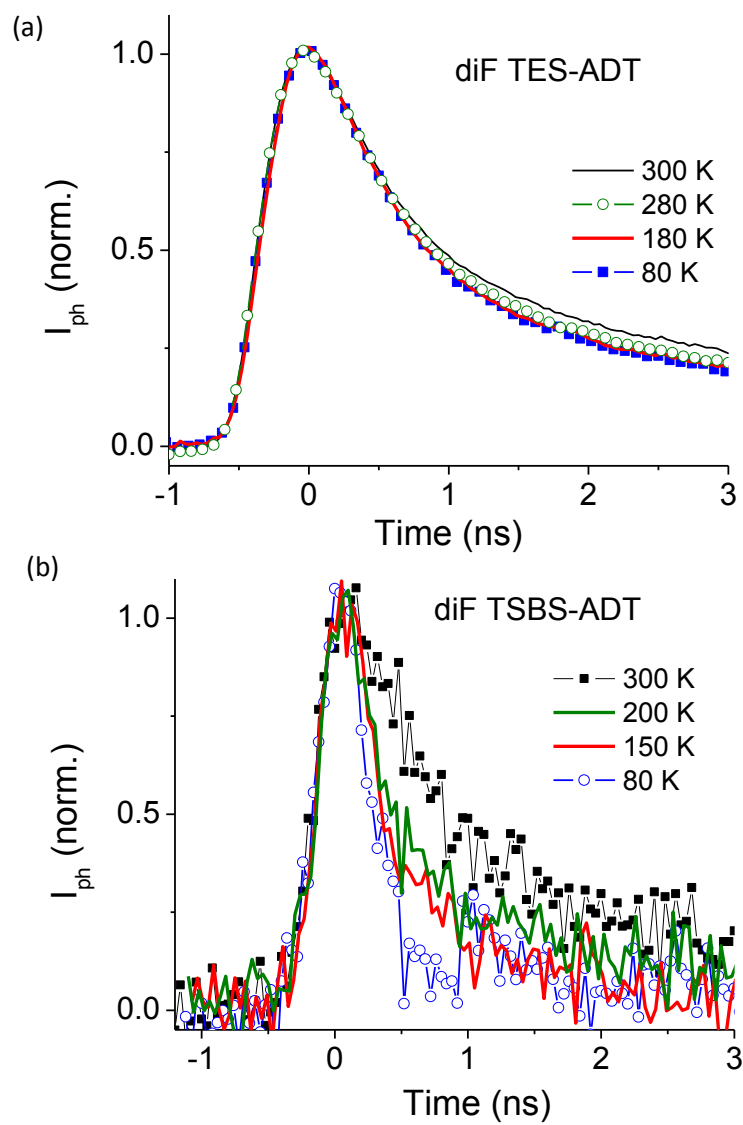 (a)
diF TES-ADT
300 K
280 K
180 K
80 K
I_ph (norm.)
1.0
0.5
0.0
-1 0 1 2 3
Time (ns)
(b)
diF TSBS-ADT
300 K
200 K
150 K
80 K
I_ph (norm.)
1.0
0.5
0.0
-1 0 1 2 3
Time (ns)